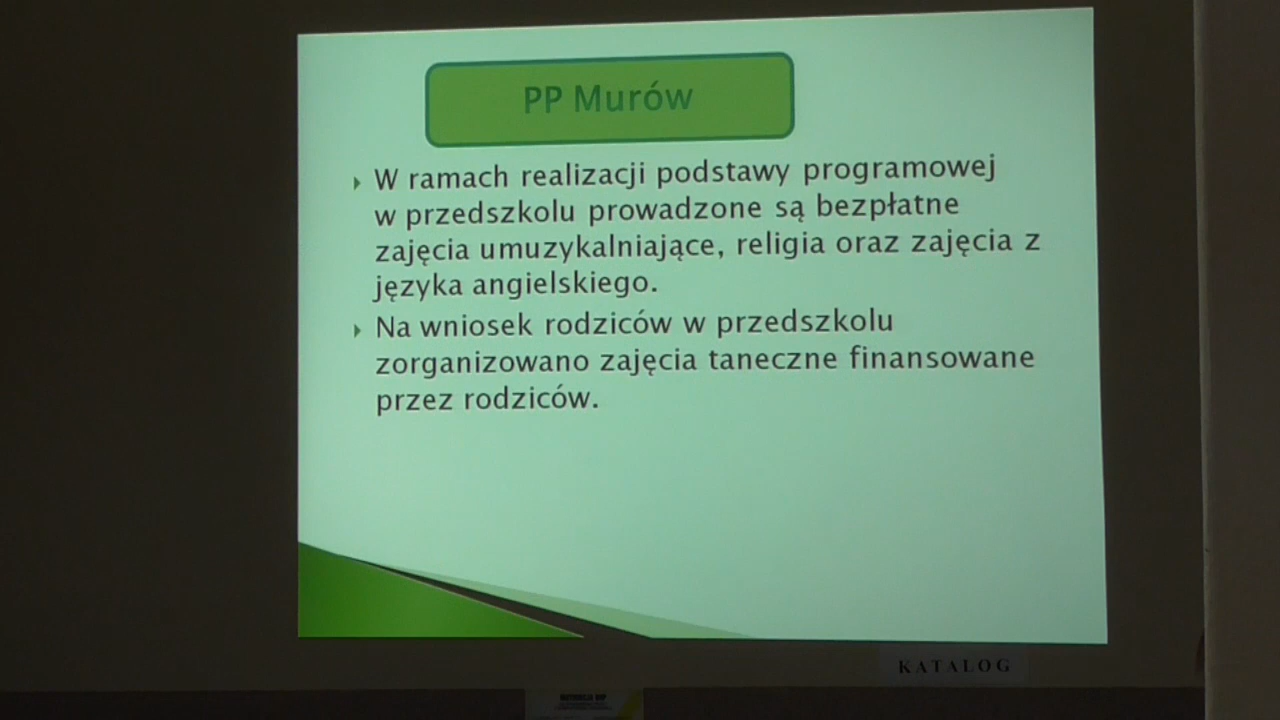 PP Murów
W ramach realizacji podstawy programowej
w przedszkolu prowadzone są bezpłatne
zajęcia umuzykalniające, religia oraz zajęcia z
języka angielskiego.
Na wniosek rodziców w przedszkolu
zorganizowano zajęcia taneczne finansowane
przez rodziców.
KATALOG